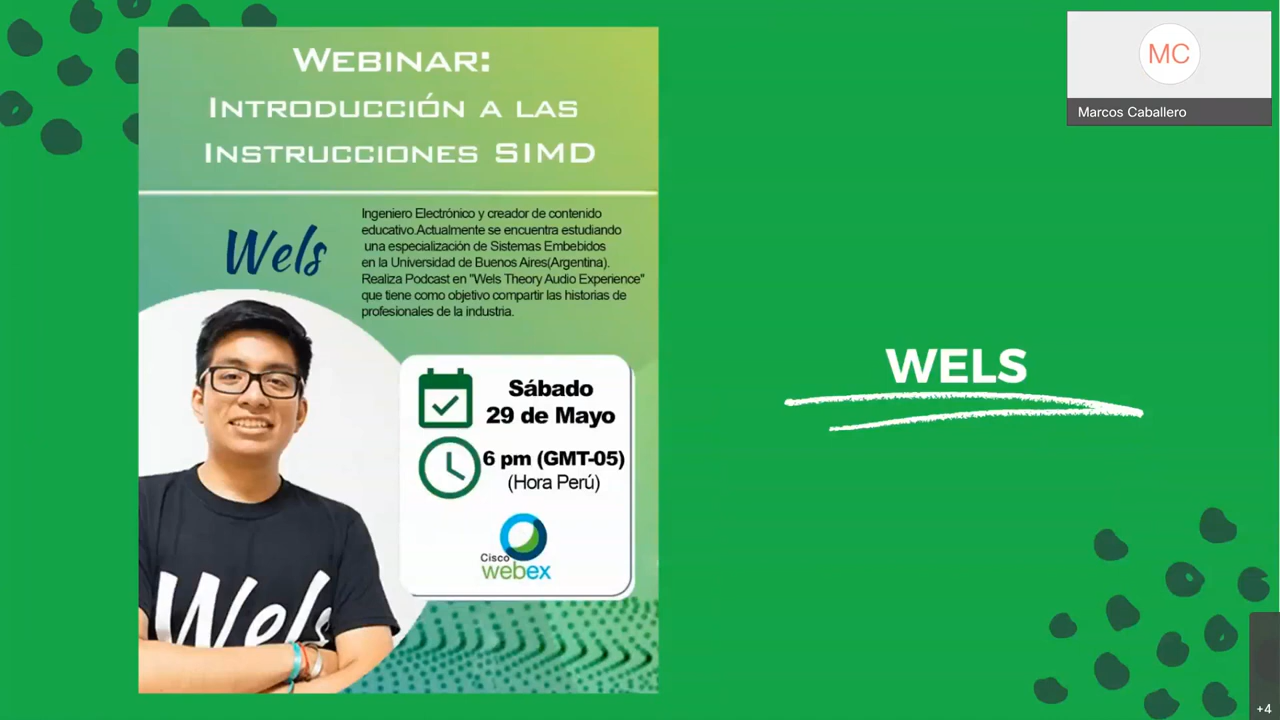 WEBINAR:
INTRODUCCIÓN A LAS
INSTRUCCIONES SIMD
Wels
Ingeniero Electrónico y creador de contenido
educativo.Actualmente se encuentra estudiando
una especialización de Sistemas Embebidos
en la Universidad de Buenos Aires(Argentina).
Realiza Podcast en "Wels Theory Audio Experience"
que tiene como objetivo compartir las historias de
profesionales de la industria.
Sábado
29 de Mayo
6 pm (GMT-05)
(Hora Perú)
Cisco
webex
Wels
WELS
MC
Marcos Caballero
+4